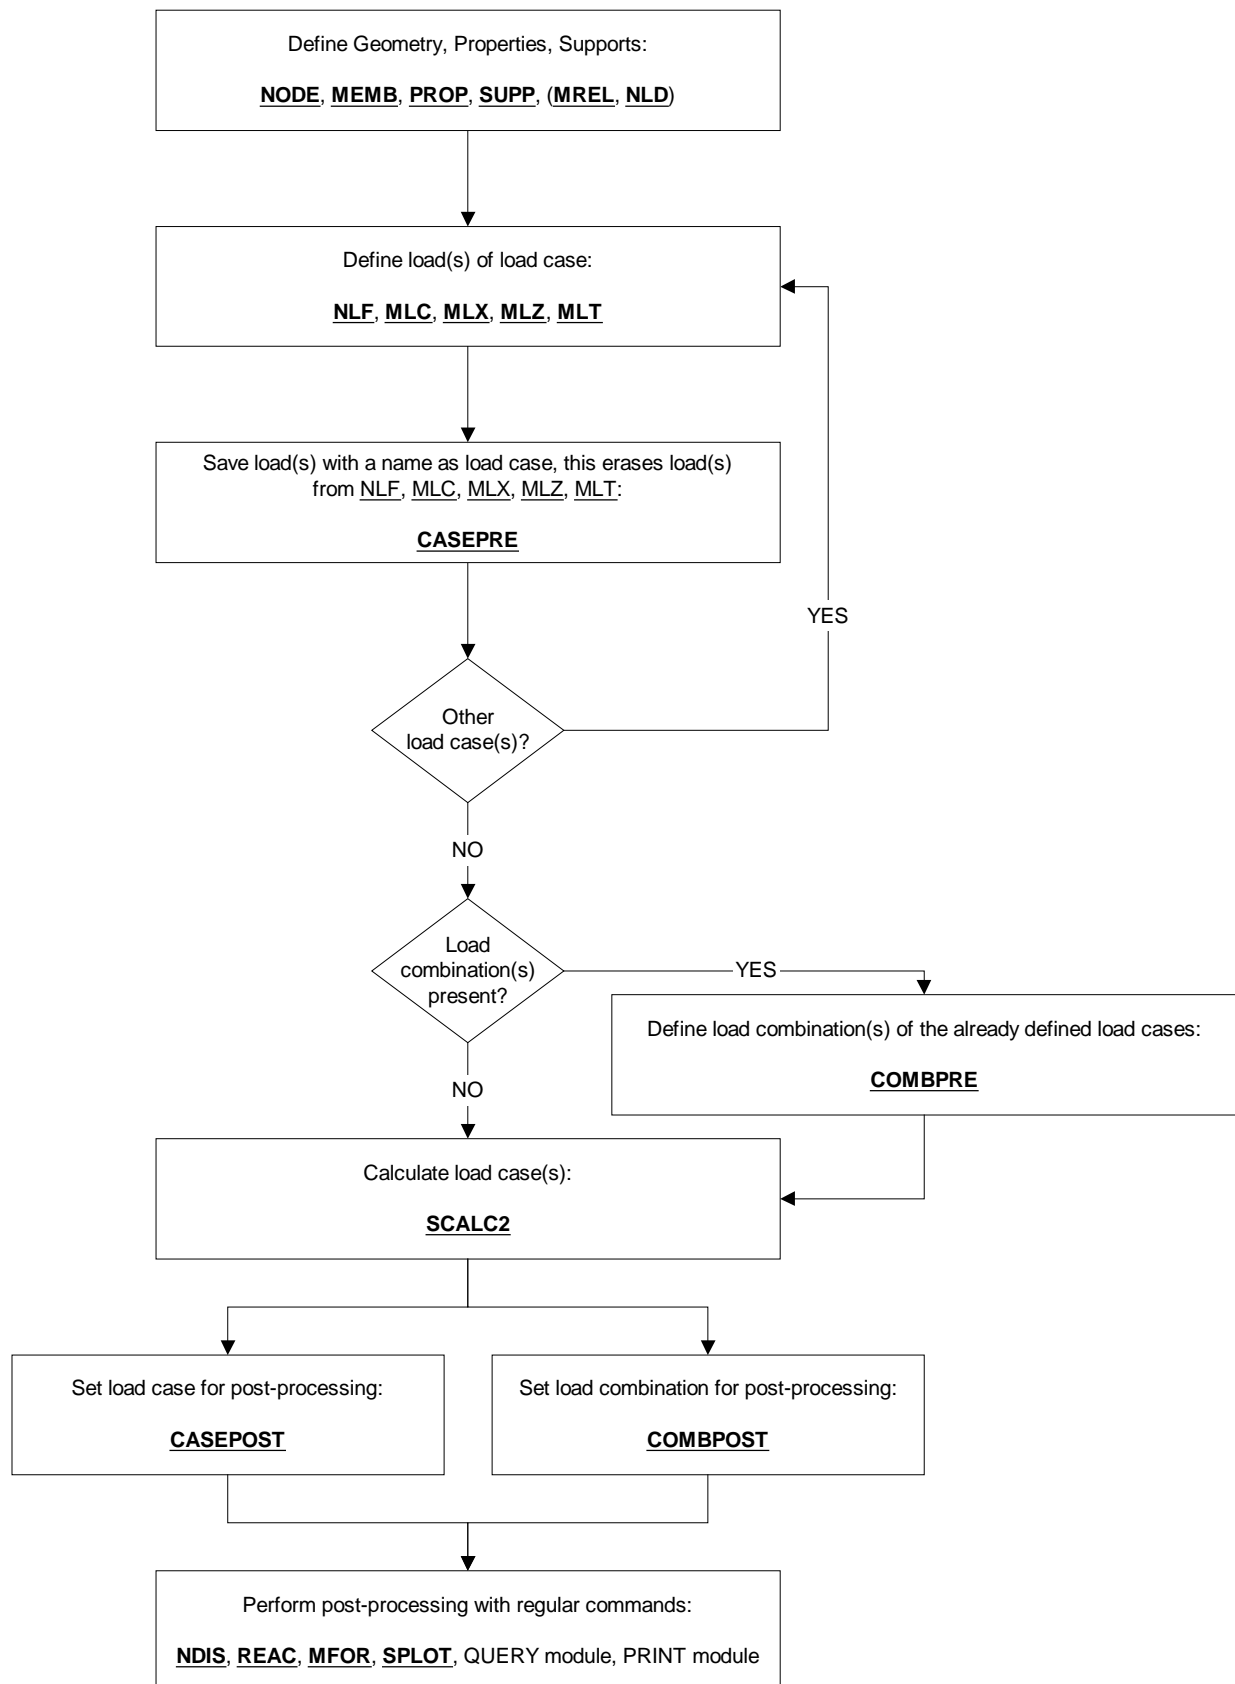 Define Geometry, Properties, Supports:
NODE, MEMB, PROP, SUPP, (MREL, NLD)
Define load(s) of load case:
NLF, MLC, MLX, MLZ, MLT
Save load(s) with a name as load case, this erases load(s)
from NLF, MLC, MLX, MLZ, MLT:
CASEPRE
YES
Other
load case(s)?
NO
Load
combination(s)
present?
YES
Define load combination(s) of the already defined load cases:
COMBPRE
NO
Calculate load case(s):
SCALC2
Set load case for post-processing:
CASEPOST
Set load combination for post-processing:
COMBPOST
Perform post-processing with regular commands:
NDIS, REAC, MFOR, SPLOT, QUERY module, PRINT module